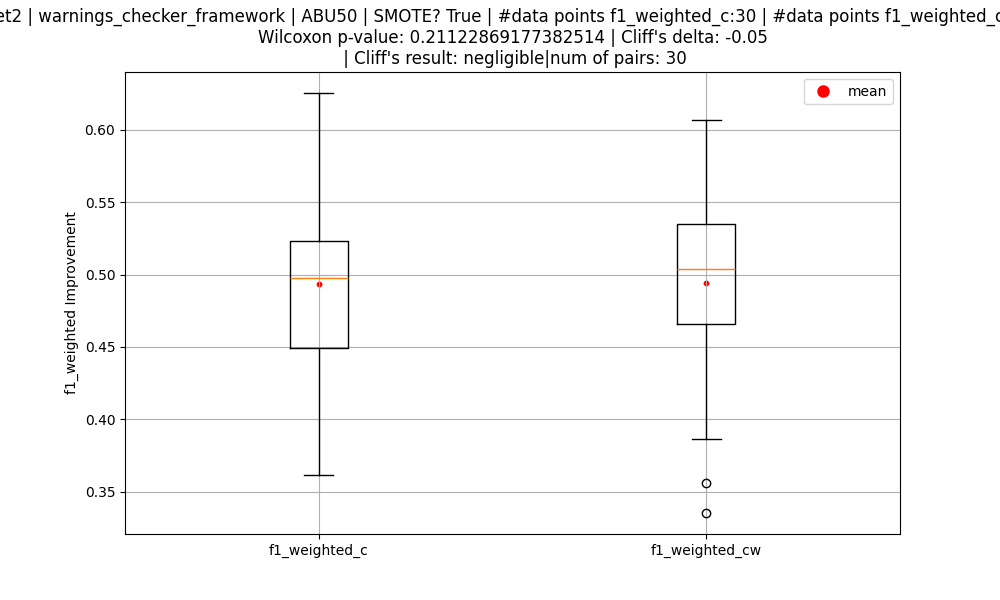 | warnings_checker_framework | ABU50 | SMOTE? True | #data points f1_weighted_c:30 | #data points
Wilcoxon p-value: 0.21122869177382514 | Cliff's delta: -0.05
| Cliff's result: negligible|num of pairs: 30
mean
0.60
0.55
0.50
0.45
0.40
0.35
f1_weighted Improvement
f1_weighted_c
f1_weighted_cw